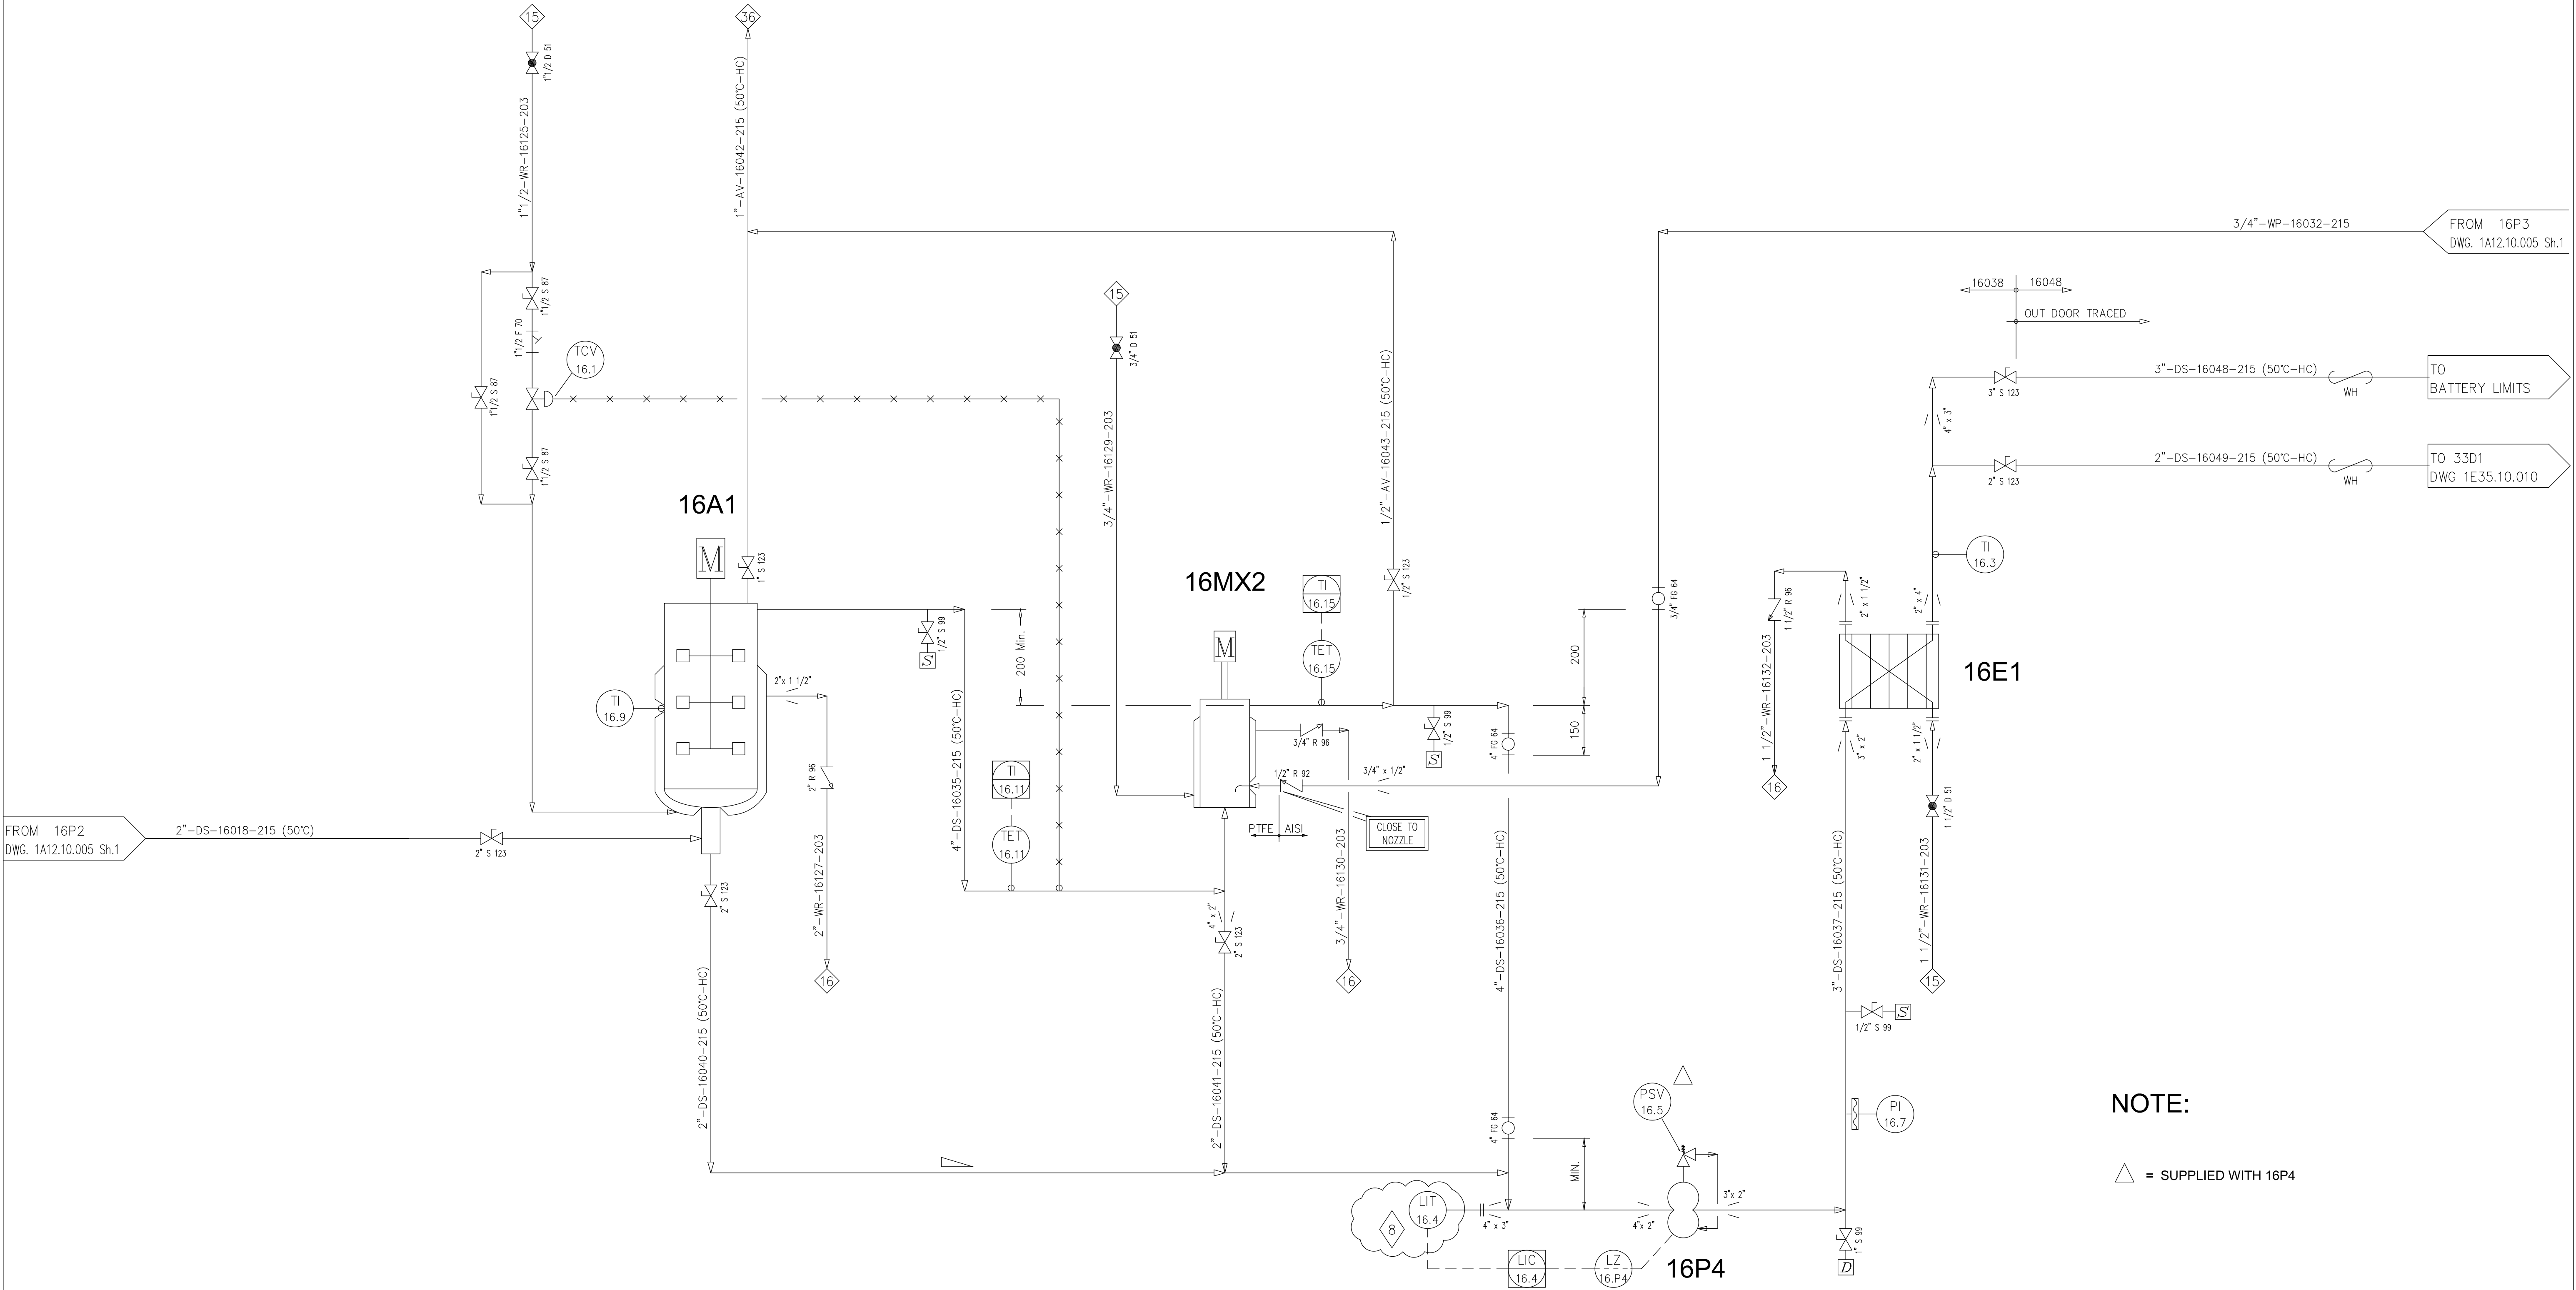 15
36
1"1/2 D 51
1"1/2-WR-16125-203
1"-AV-16042-215 (50°C-HC)
3/4"-WP-16032-215
FROM 16P3
DWG. 1A12.10.005 Sh.1
1"1/2 S 87
1"1/2 F 70
TCV
16.1
1"1/2 S 87
1"1/2 S 87
15
3/4" D 51
3/4"-WR-16129-203
1/2"-AV-16043-215 (50°C-HC)
16038
16048
OUT DOOR TRACED
3" S 123
3"-DS-16048-215 (50°C-HC)
WH
TO
BATTERY LIMITS
4" x 3"
2" S 123
2"-DS-16049-215 (50°C-HC)
WH
TO 33D1
DWG 1E35.10.010
16A1
M
1" S 123
16MX2
M
TI
16.15
TET
16.15
1/2" S 123
3/4" FG 64
TI
16.3
1 1/2" R 96
2" x 1 1/2"
2" x 4"
16E1
1/2" S 99
S
200 Min.
200
150
TI
16.9
2"x 1 1/2"
2" R 96
4"-DS-16035-215 (50°C-HC)
TI
16.11
TET
16.11
3/4" R 96
1/2" R 92
3/4" x 1/2"
PTFE
AISI
CLOSE TO
NOZZLE
1/2" S 99
S
4" FG 64
1 1/2"-WR-16132-203
16
3" x 2"
2" x 1 1/2"
1 1/2" D 51
FROM 16P2
DWG. 1A12.10.005 Sh.1
2"-DS-16018-215 (50°C)
2" S 123
2" S 123
2"-WR-16127-203
16
4" x 2"
2" S 123
3/4"-WR-16130-203
16
4"-DS-16036-215 (50°C-HC)
3"-DS-16037-215 (50°C-HC)
1 1/2"-WR-16131-203
15
2"-DS-16040-215 (50°C-HC)
2"-DS-16041-215 (50°C-HC)
1/2" S 99
S
PI
16.7
PSV
16.5
4" FG 64
MIN.
NOTE:
= SUPPLIED WITH 16P4
8
LIT
16.4
4" x 3"
4"x 2"
3"x 2"
LIC
16.4
LZ
16.P4
16P4
1" S 99
D